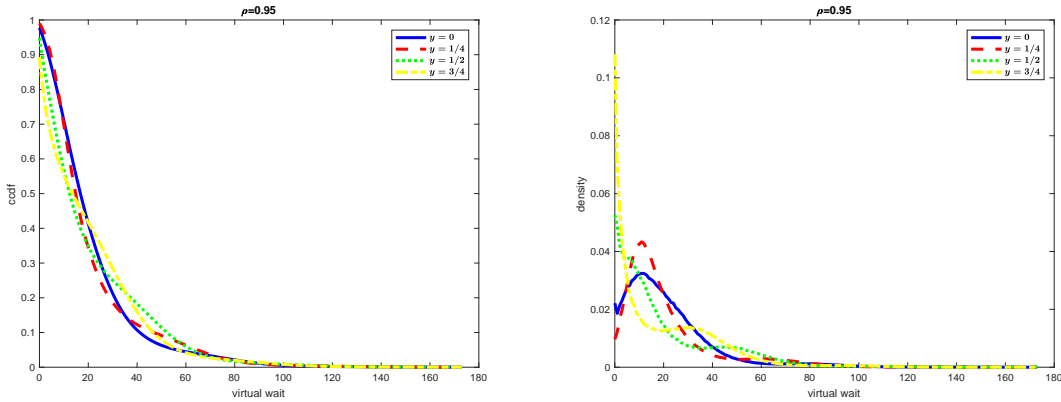 ρ=0.95
1
0.9
0.8
0.7
0.6
0.5
0.4
0.3
0.2
0.1
0
ccdf
0 20 40 60 80 100 120 140 160 180
virtual wait
y = 0
y = 1/4
y = 1/2
y = 3/4
ρ=0.95
0.12
0.1
0.08
0.06
0.04
0.02
0
density
0 20 40 60 80 100 120 140 160 180
virtual wait
y = 0
y = 1/4
y = 1/2
y = 3/4